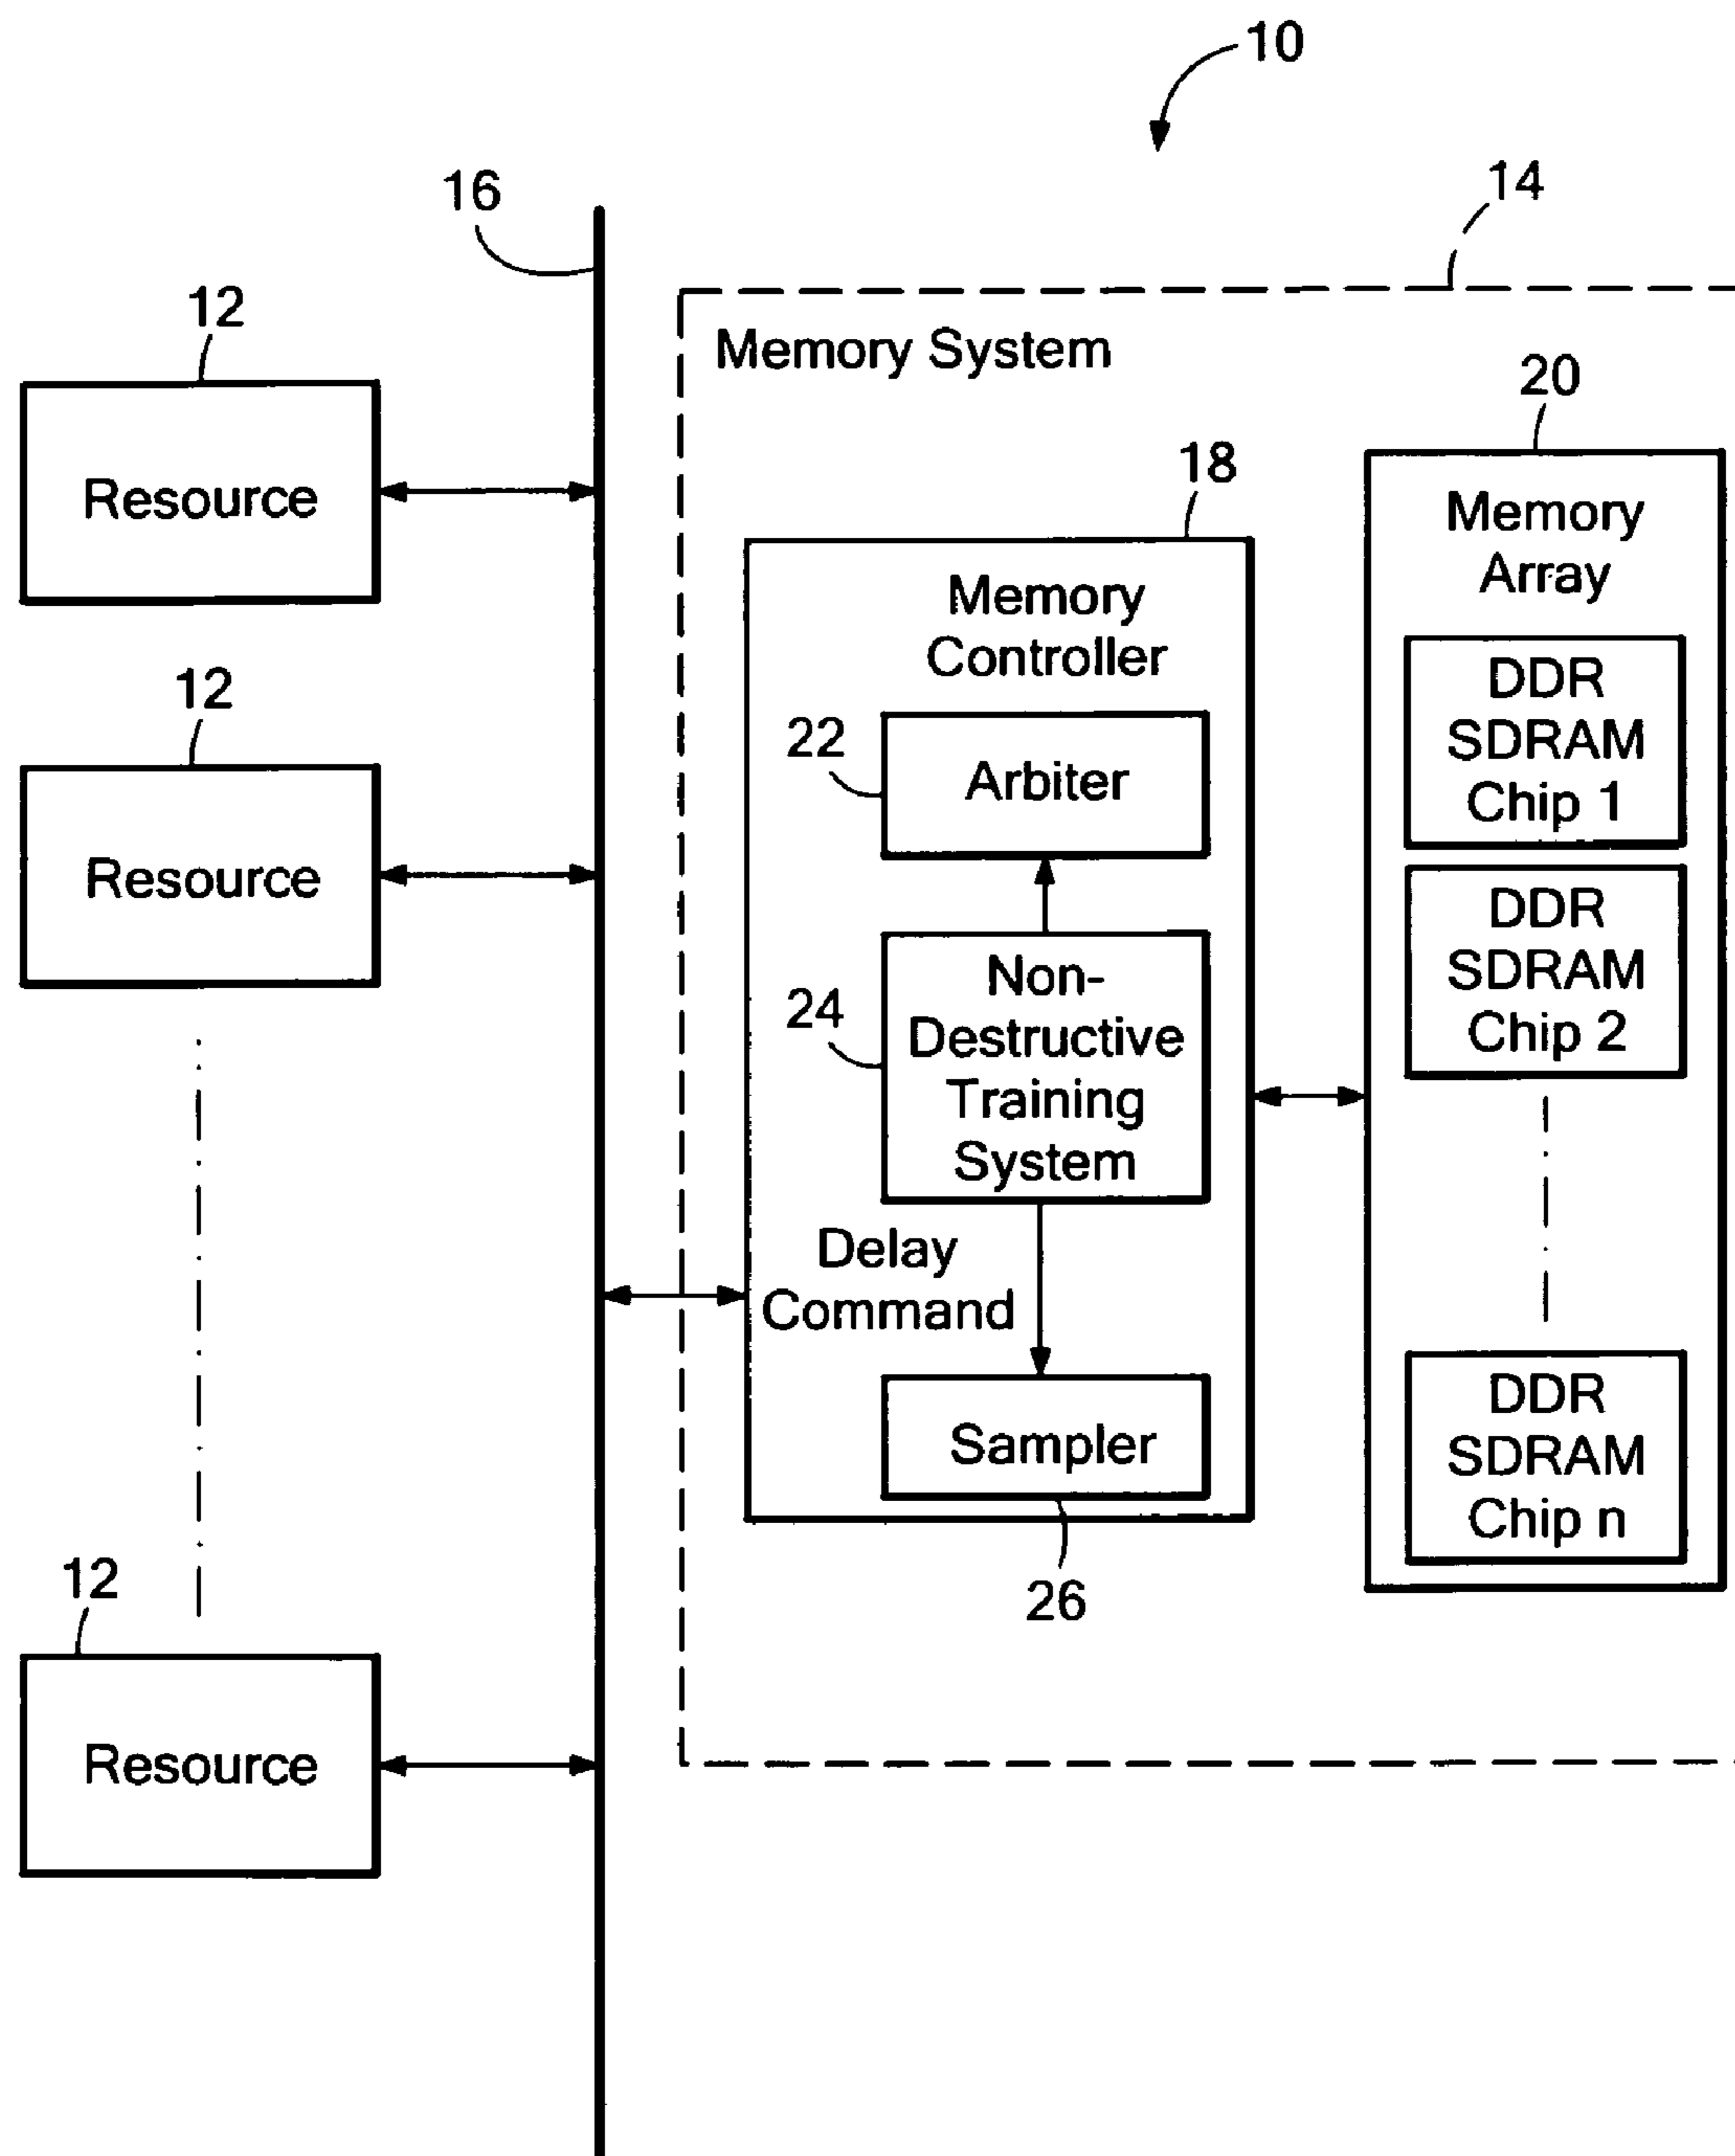 10
14
16
12
Resource
12
Resource
12
Resource
Memory System
18
Memory
Controller
22
Arbiter
24
Non-
Destructive
Training
System
Delay
Command
Sampler
26
20
Memory
Array
DDR
SDRAM
Chip 1
DDR
SDRAM
Chip 2
DDR
SDRAM
Chip n